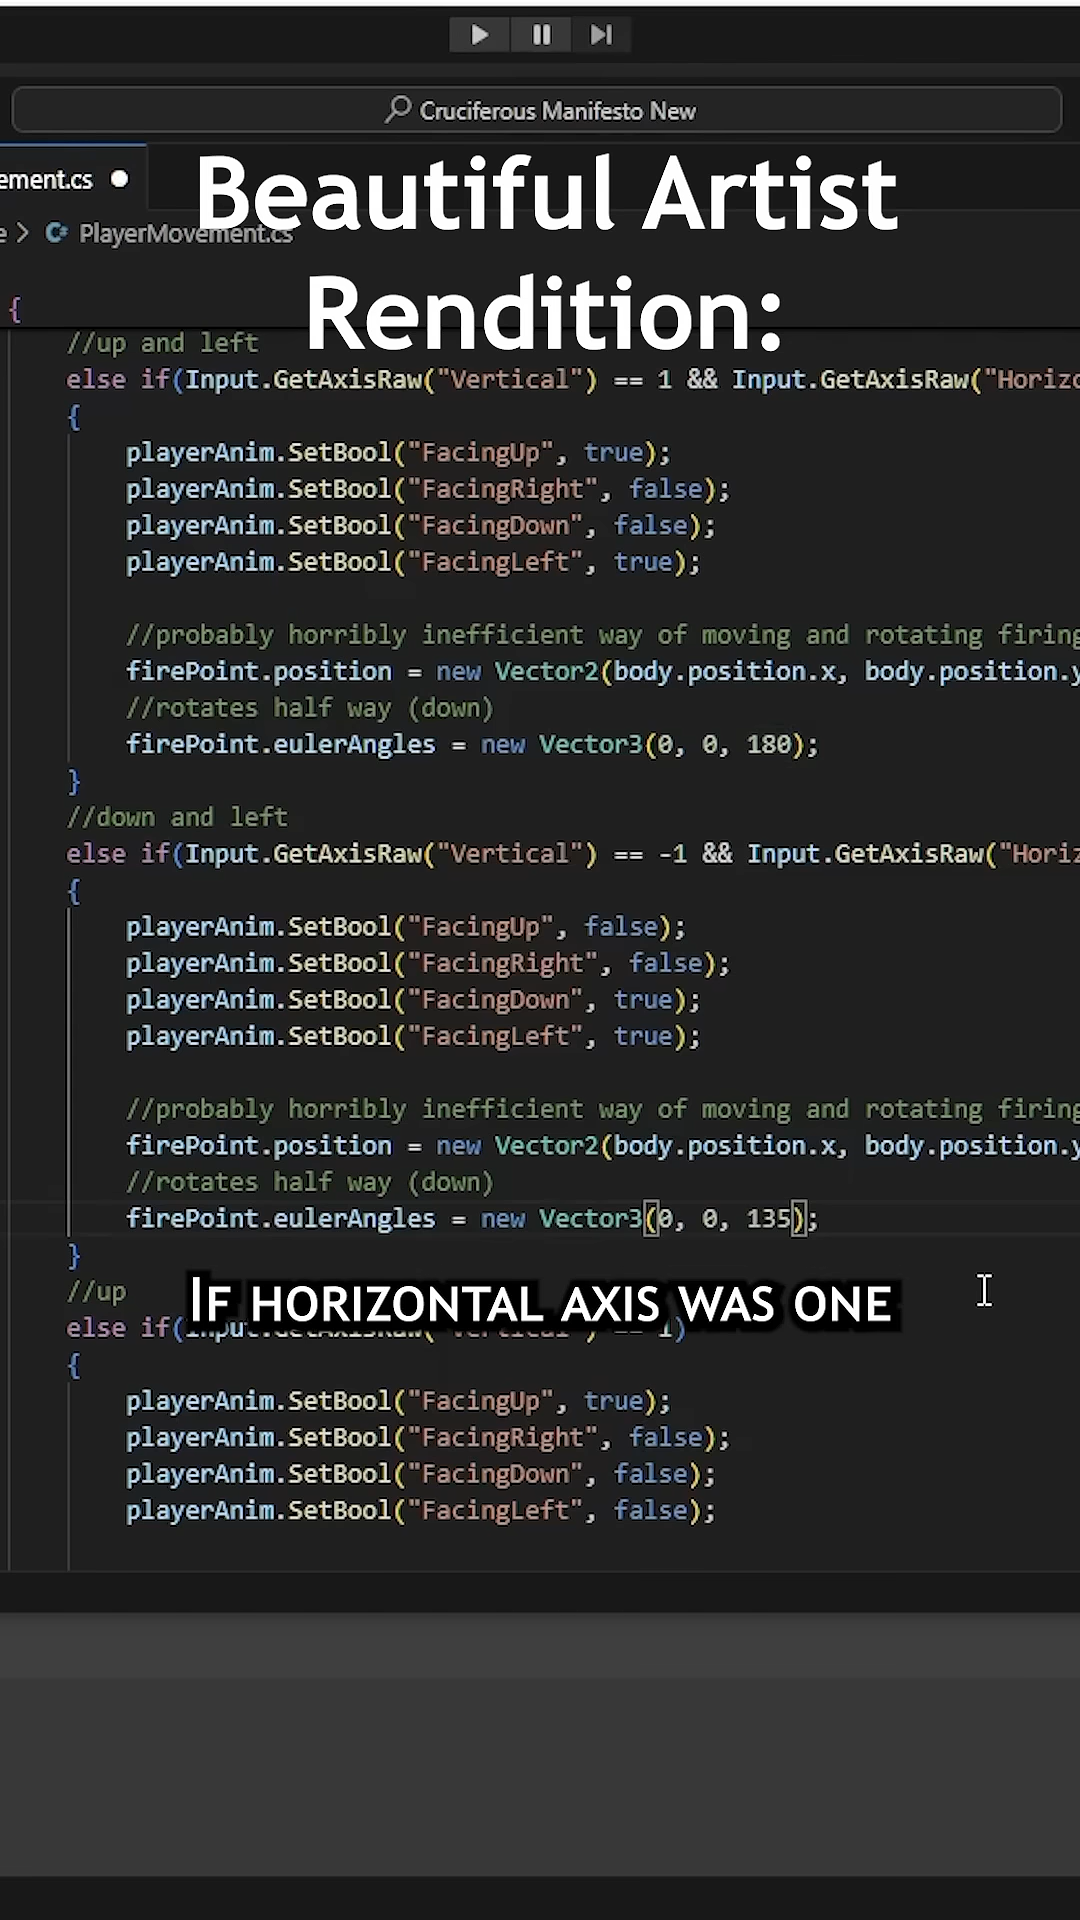 Cruciferous Manifesto New
ement.cs
Beautiful Artist
Rendition:
e > PlayerMovement.cs
{
//up and left
else if(Input.GetAxisRaw("Vertical") == 1 && Input.GetAxisRaw("Horizo
{
playerAnim.SetBool("FacingUp", true);
playerAnim.SetBool("FacingRight", false);
playerAnim.SetBool("FacingDown", false);
playerAnim.SetBool("FacingLeft", true);
//probably horribly inefficient way of moving and rotating firing
firePoint.position = new Vector2(body.position.x, body.position.y
//rotates half way (down)
firePoint.eulerAngles = new Vector3(0, 0, 180);
}
//down and left
else if(Input.GetAxisRaw("Vertical") == -1 && Input.GetAxisRaw("Horiz
{
playerAnim.SetBool("FacingUp", false);
playerAnim.SetBool("FacingRight", false);
playerAnim.SetBool("FacingDown", true);
playerAnim.SetBool("FacingLeft", true);
//probably horribly inefficient way of moving and rotating firing
firePoint.position = new Vector2(body.position.x, body.position.y
//rotates half way (down)
firePoint.eulerAngles = new Vector3(0, 0, 135);
}
//up
If horizontal axis was one
else if(
{
playerAnim.SetBool("FacingUp", true);
playerAnim.SetBool("FacingRight", false);
playerAnim.SetBool("FacingDown", false);
playerAnim.SetBool("FacingLeft", false);